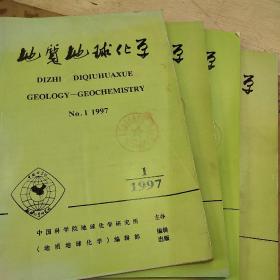 地质地球化学
DIZHI DIQIUHUAXUE
GEOLOGY—GEOCHEMISTRY
No.1 1997
1
1997
中国科学院地球化学研究所 主办
《地质地球化学》编辑部 编辑
出版
学
学